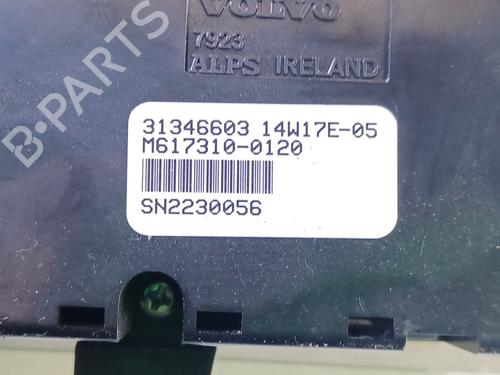 VOLVO
7923
ALPS IRELAND
31346603 14W17E-05
M617310-0120
SN2230056
B-PARTS